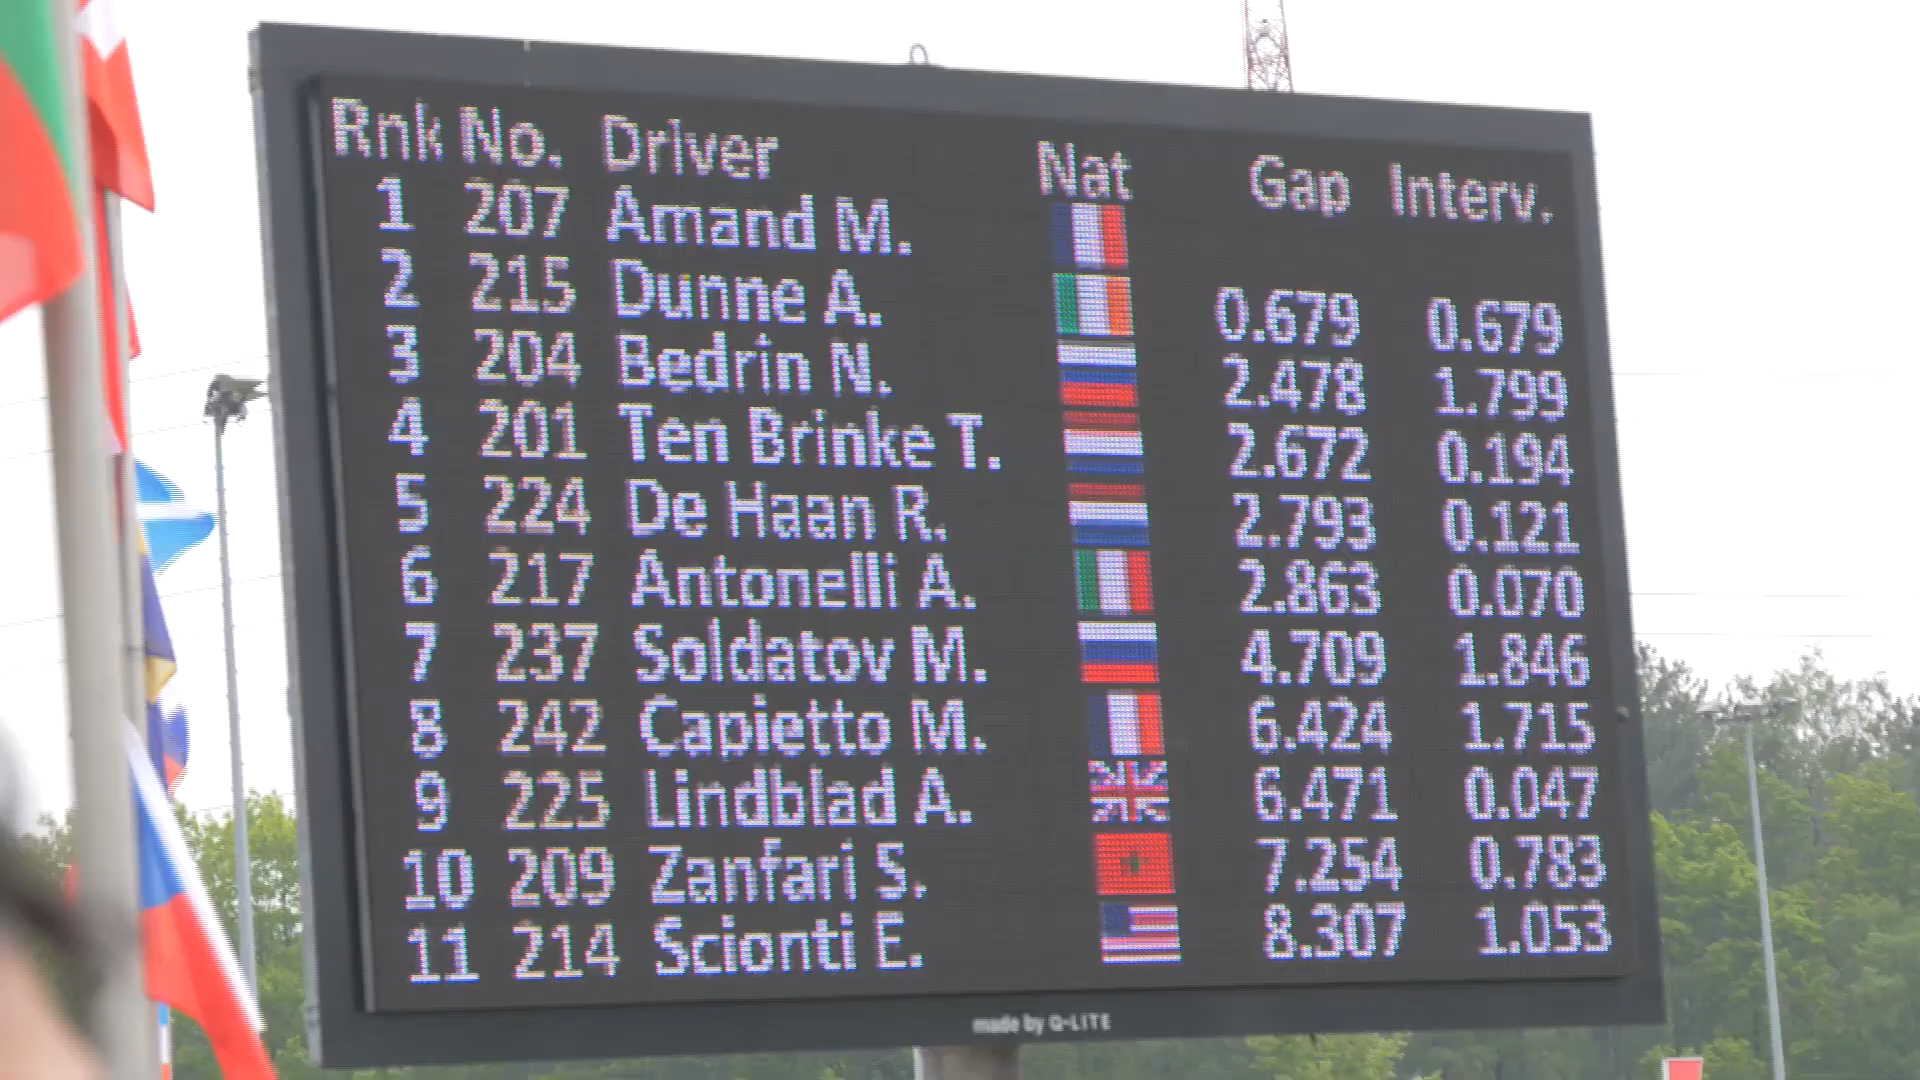 Rnk No. Driver Nat Gap Interv.
1 207 Amand M.
2 215 Dunne A. 0.679 0.679
3 204 Bedrin N. 2.478 1.799
4 201 Ten Brinke T. 2.672 0.194
5 224 De Haan R. 2.793 0.121
6 217 Antonelli A. 2.863 0.070
7 237 Soldatov M. 4.709 1.846
8 242 Capietto M. 6.424 1.715
9 225 Lindblad A. 6.471 0.047
10 209 Zanfari S. 7.254 0.783
11 214 Scionti E. 8.307 1.053
made by Q-LITE